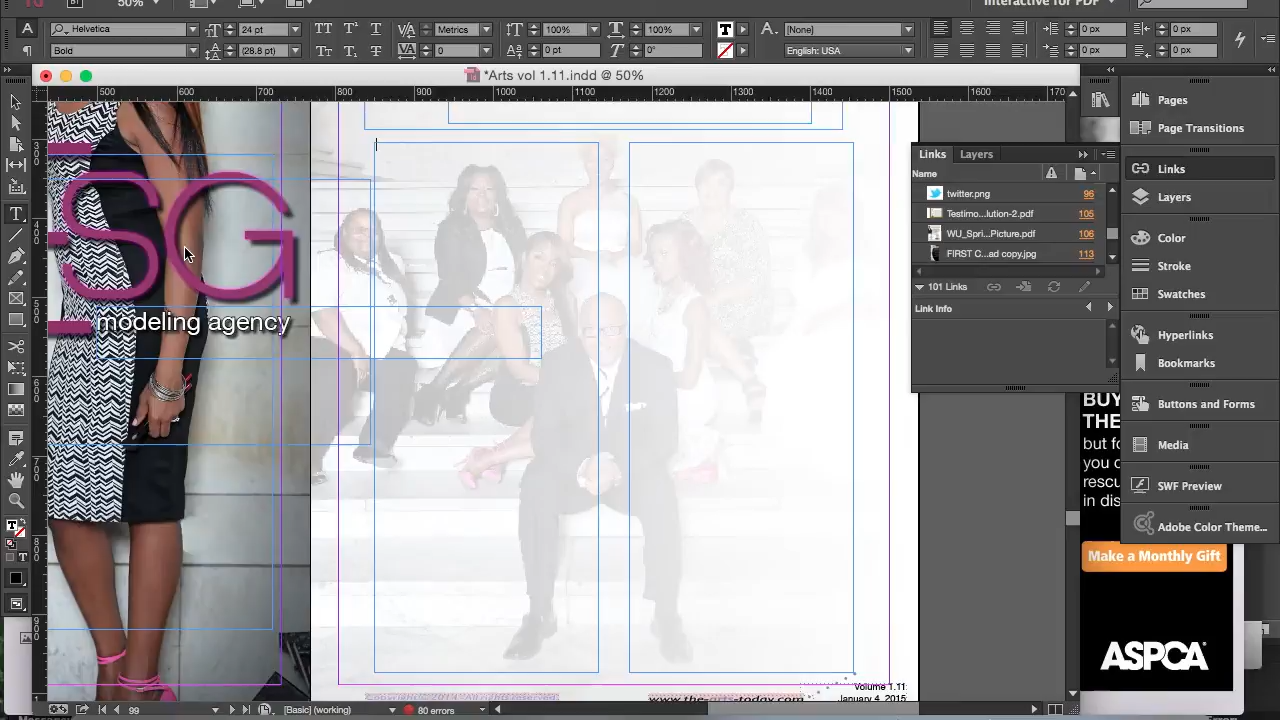 50%
Interactive for PDF
Helvetica
24 pt
TT
T¹
Metrics
100%
100%
[None]
0 px
0 px
Bold
(28.8 pt)
0
0 pt
0°
English: USA
0 px
0 px
*Arts vol 1.11.indd @ 50%
500
600
700
800
900
1000
1100
1200
1300
1400
1500
SG
modeling agency
Links
Layers
Name
twitter.png
96
Testimo...lution-2.pdf
105
WU_Spri...Picture.pdf
106
FIRST C...ad copy.jpg
113
101 Links
Link Info
Pages
Page Transitions
Links
Layers
Color
Stroke
Swatches
Hyperlinks
Bookmarks
Buttons and Forms
Media
SWF Preview
Adobe Color Theme...
BUY
THE
but fo
you c
rescu
in dis
Make a Monthly Gift
ASPCA
Volume 1.11:
January 4, 2015
www.the-arts-today.com
99
[Basic] (working)
80 errors